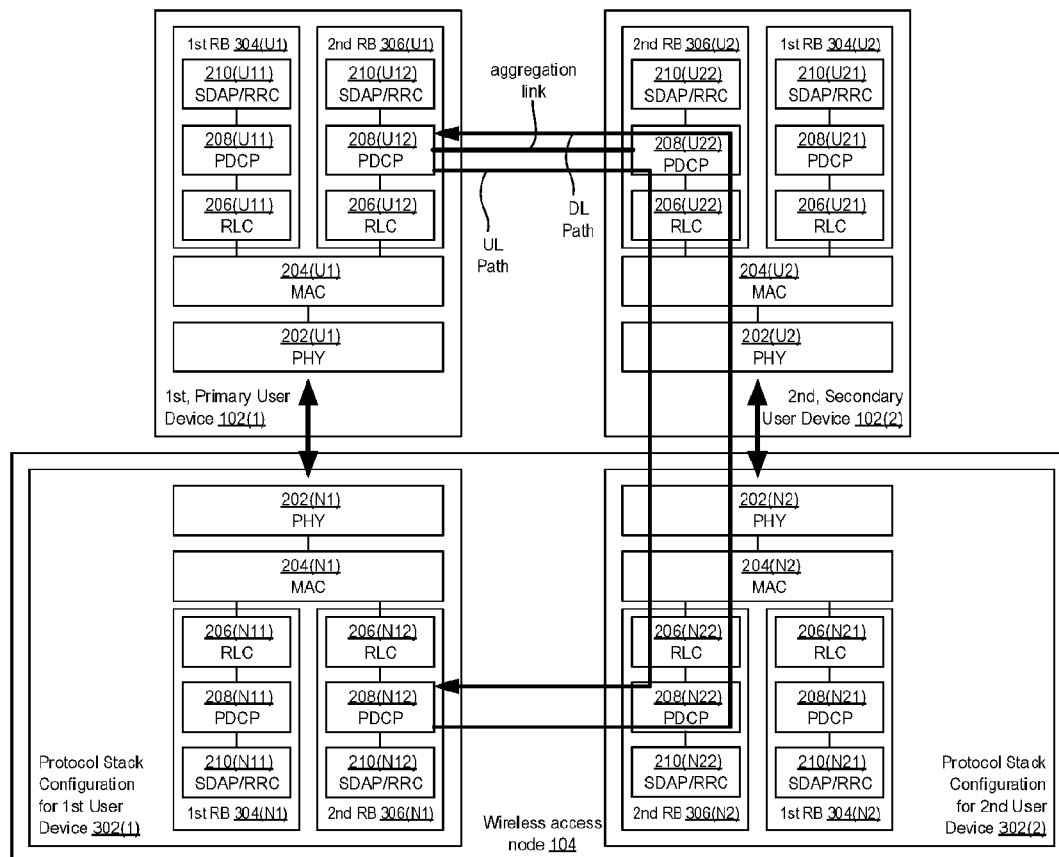 1st RB 304(U1)
210(U11)
SDAP/RRC
208(U11)
PDCP
206(U11)
RLC
2nd RB 306(U1)
210(U12)
SDAP/RRC
208(U12)
PDCP
206(U12)
RLC
204(U1)
MAC
202(U1)
PHY
1st, Primary User
Device 102(1)
aggregation
link
UL
Path
DL
Path
2nd RB 306(U2)
210(U22)
SDAP/RRC
208(U22)
PDCP
206(U22)
RLC
1st RB 304(U2)
210(U21)
SDAP/RRC
208(U21)
PDCP
206(U21)
RLC
204(U2)
MAC
202(U2)
PHY
2nd, Secondary
User Device 102(2)
202(N1)
PHY
204(N1)
MAC
206(N11)
RLC
208(N11)
PDCP
210(N11)
SDAP/RRC
1st RB 304(N1)
206(N12)
RLC
208(N12)
PDCP
210(N12)
SDAP/RRC
2nd RB 306(N1)
Protocol Stack
Configuration
for 1st User
Device 302(1)
Wireless access
node 104
202(N2)
PHY
204(N2)
MAC
206(N22)
RLC
208(N22)
PDCP
210(N22)
SDAP/RRC
2nd RB 306(N2)
206(N21)
RLC
208(N21)
PDCP
210(N21)
SDAP/RRC
1st RB 304(N2)
Protocol Stack
Configuration
for 2nd User
Device 302(2)